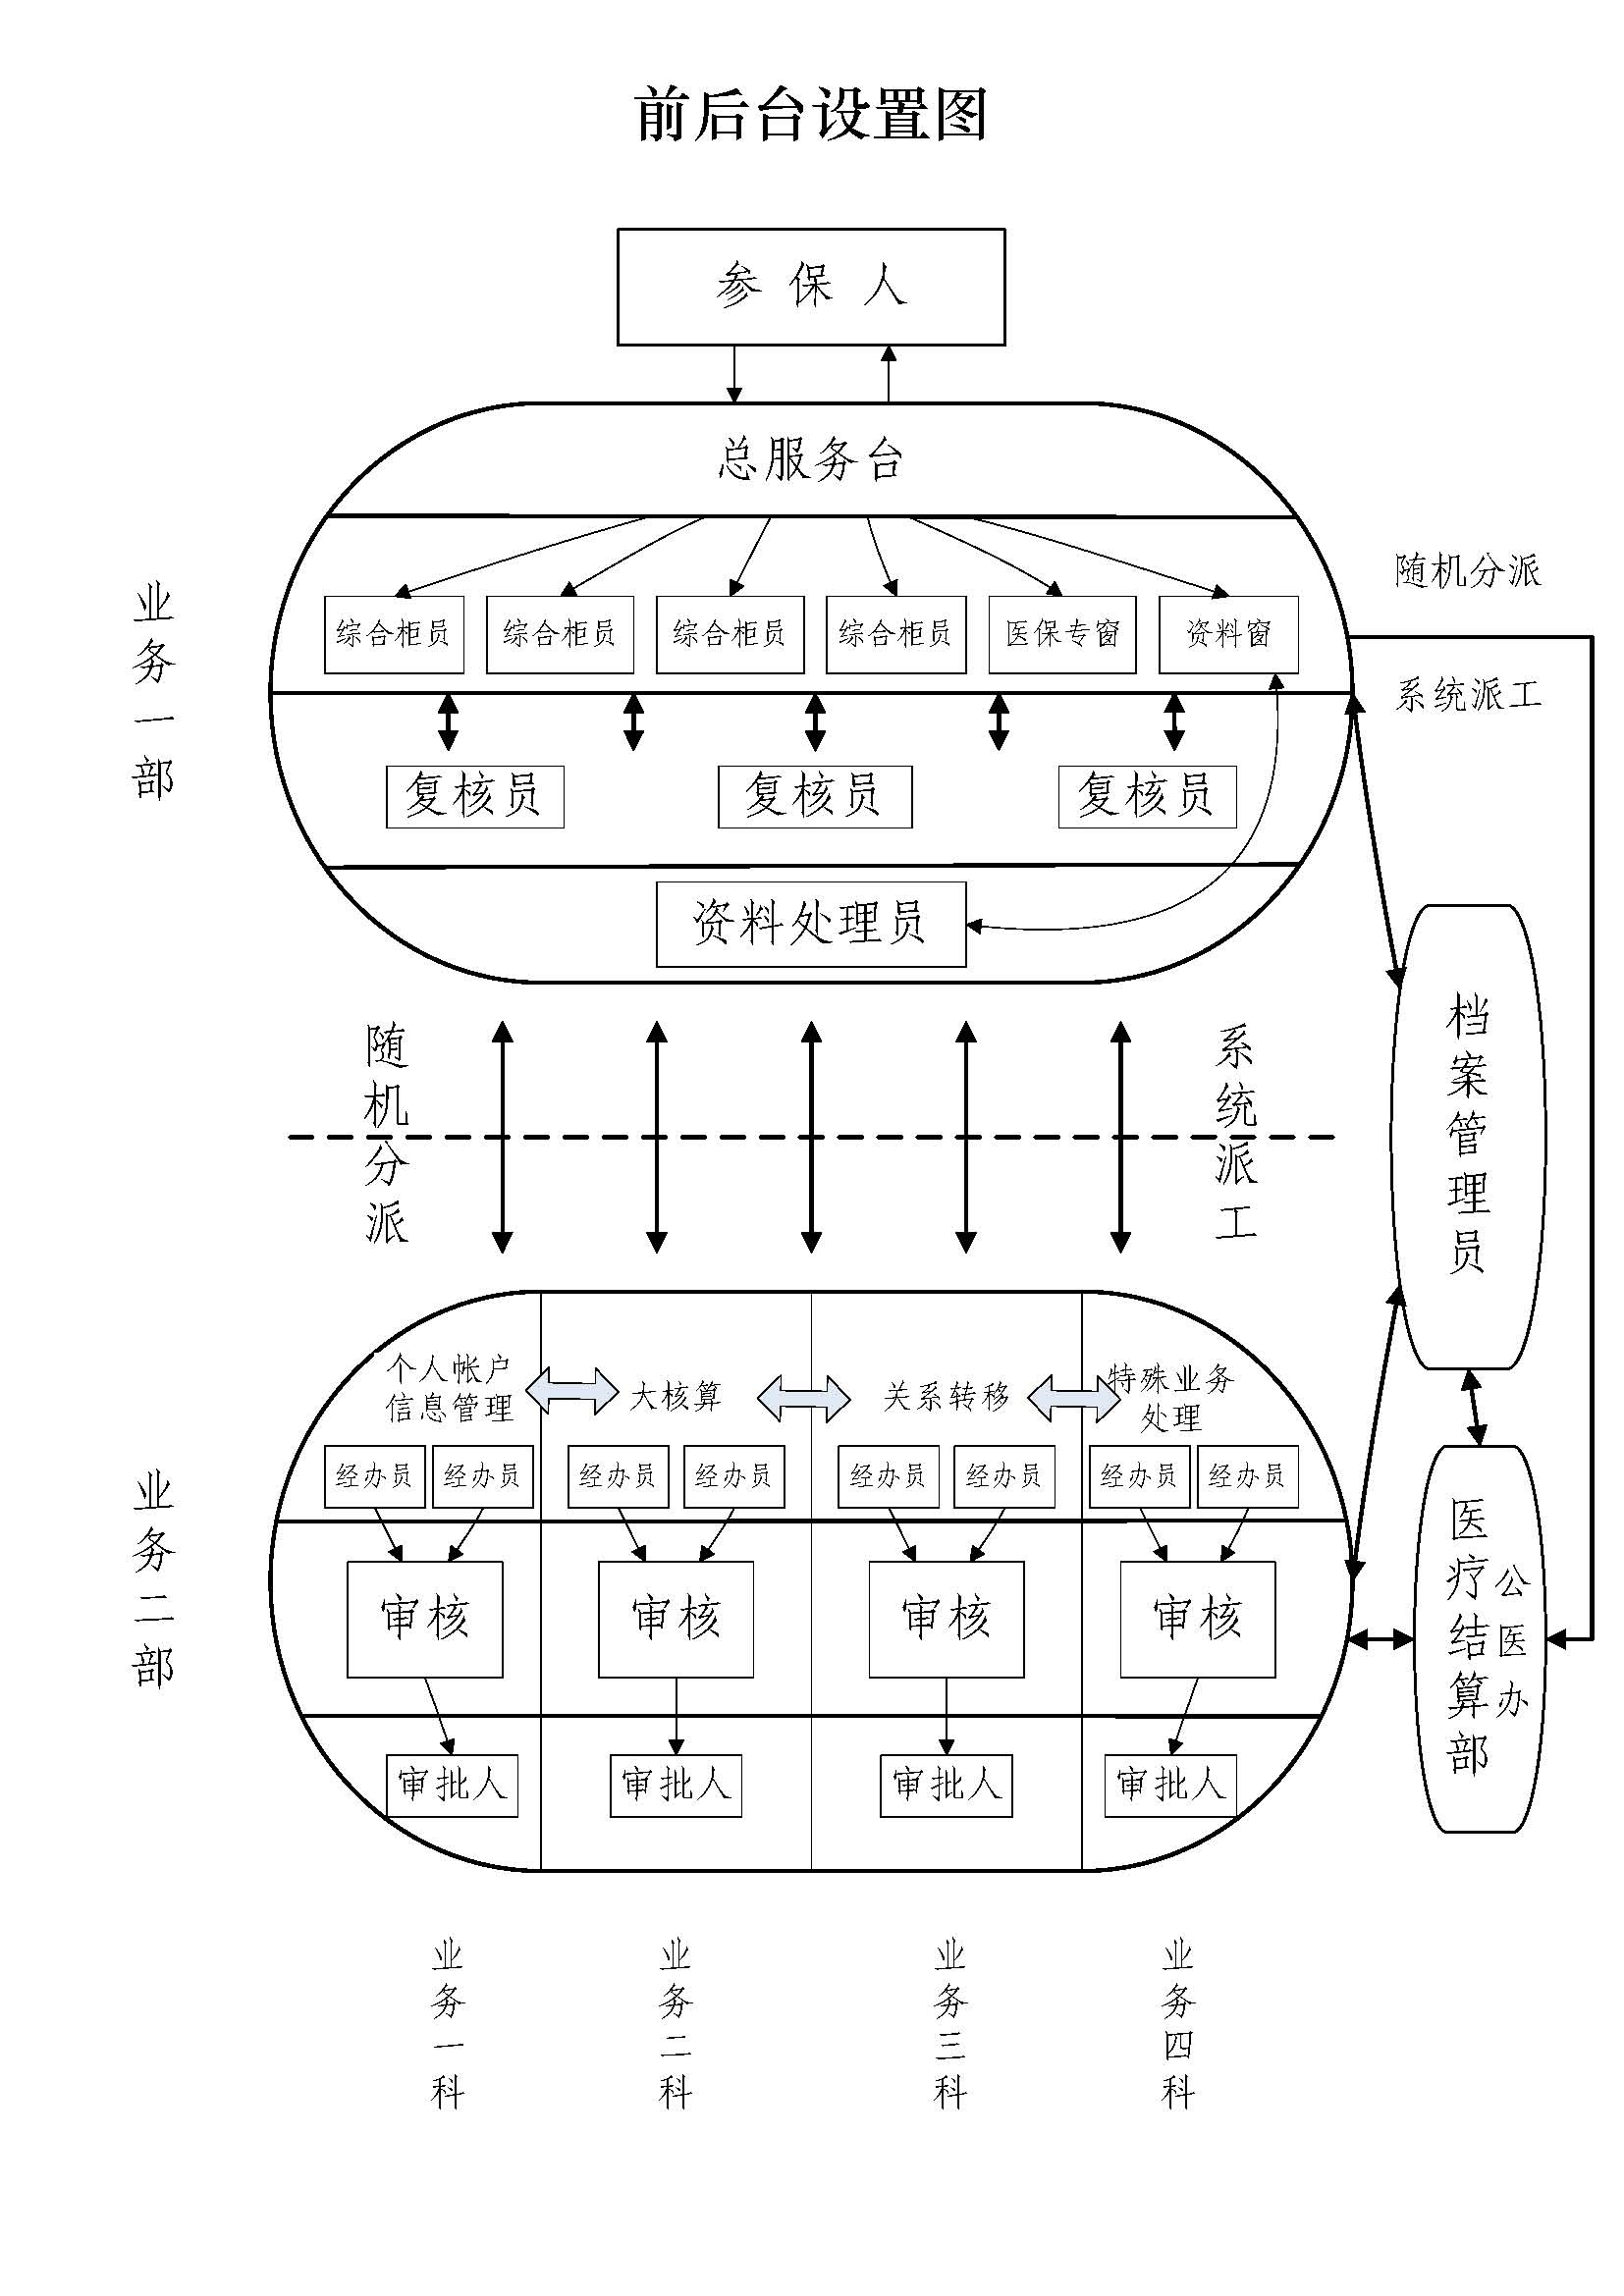 前后台设置图
参保人
总服务台
综合柜员
综合柜员
综合柜员
综合柜员
医保专窗
资料窗
随机分派
系统派工
业务一部
复核员
复核员
复核员
资料处理员
随机分派
系统派工
档案管理员
个人帐户
信息管理
大核算
关系转移
特殊业务
处理
经办员
经办员
经办员
经办员
经办员
经办员
经办员
经办员
业务二部
审核
审核
审核
审核
医疗结算部
公医办
审批人
审批人
审批人
审批人
业务一科
业务二科
业务三科
业务四科